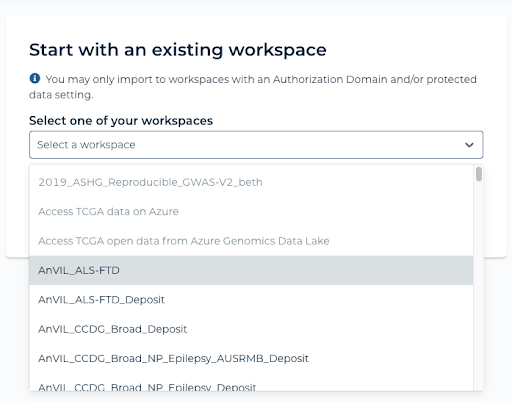 Start with an existing workspace
You may only import to workspaces with an Authorization Domain and/or protected
data setting.
Select one of your workspaces
Select a workspace
2019_ASHG_Reproducible_GWAS-V2_beth
Access TCGA data on Azure
Access TCGA open data from Azure Genomics Data Lake
AnVIL_ALS-FTD
AnVIL_ALS-FTD_Deposit
AnVIL_CCDG_Broad_Deposit
AnVIL_CCDG_Broad_NP_Epilepsy_AUSRMB_Deposit
AnVIL_CCDG_Broad_NP_Epilepsy_Deposit